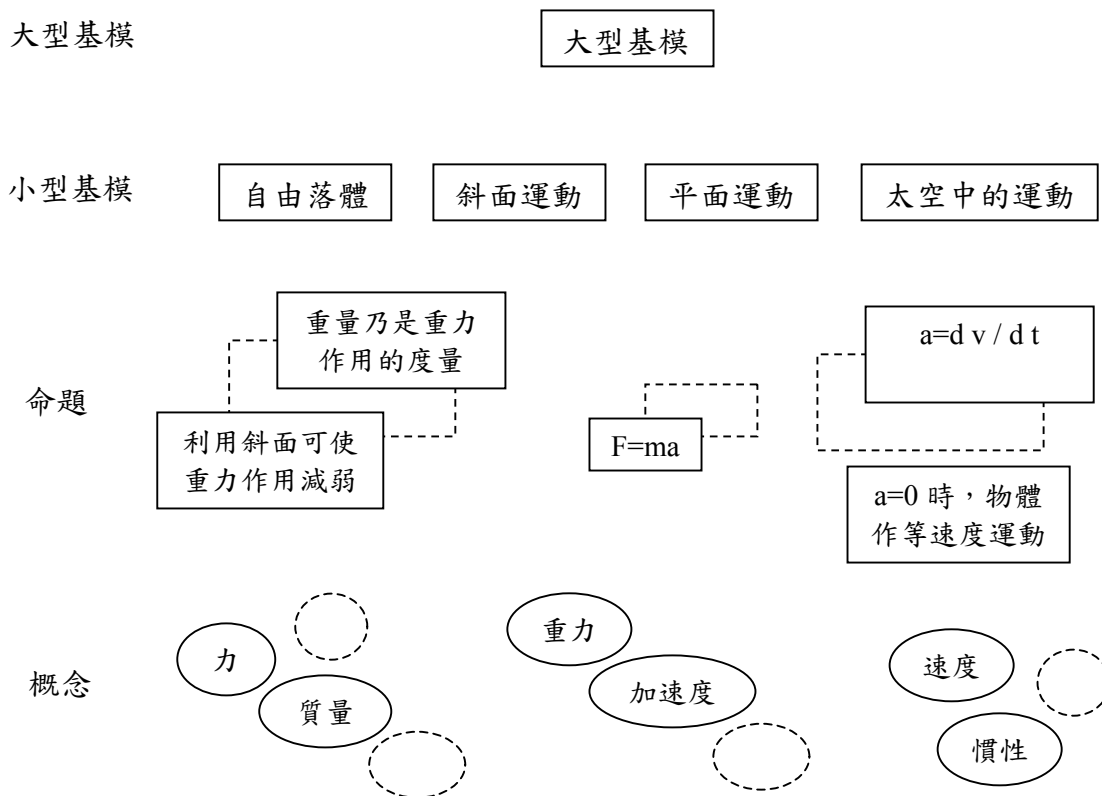 大型基模
大型基模
小型基模
自由落體
斜面運動
平面運動
太空中的運動
命題
重量乃是重力
作用的度量
利用斜面可使
重力作用減弱
F=ma
a=d v / d t
a=0 時，物體
作等速度運動
概念
力
質量
重力
加速度
速度
慣性